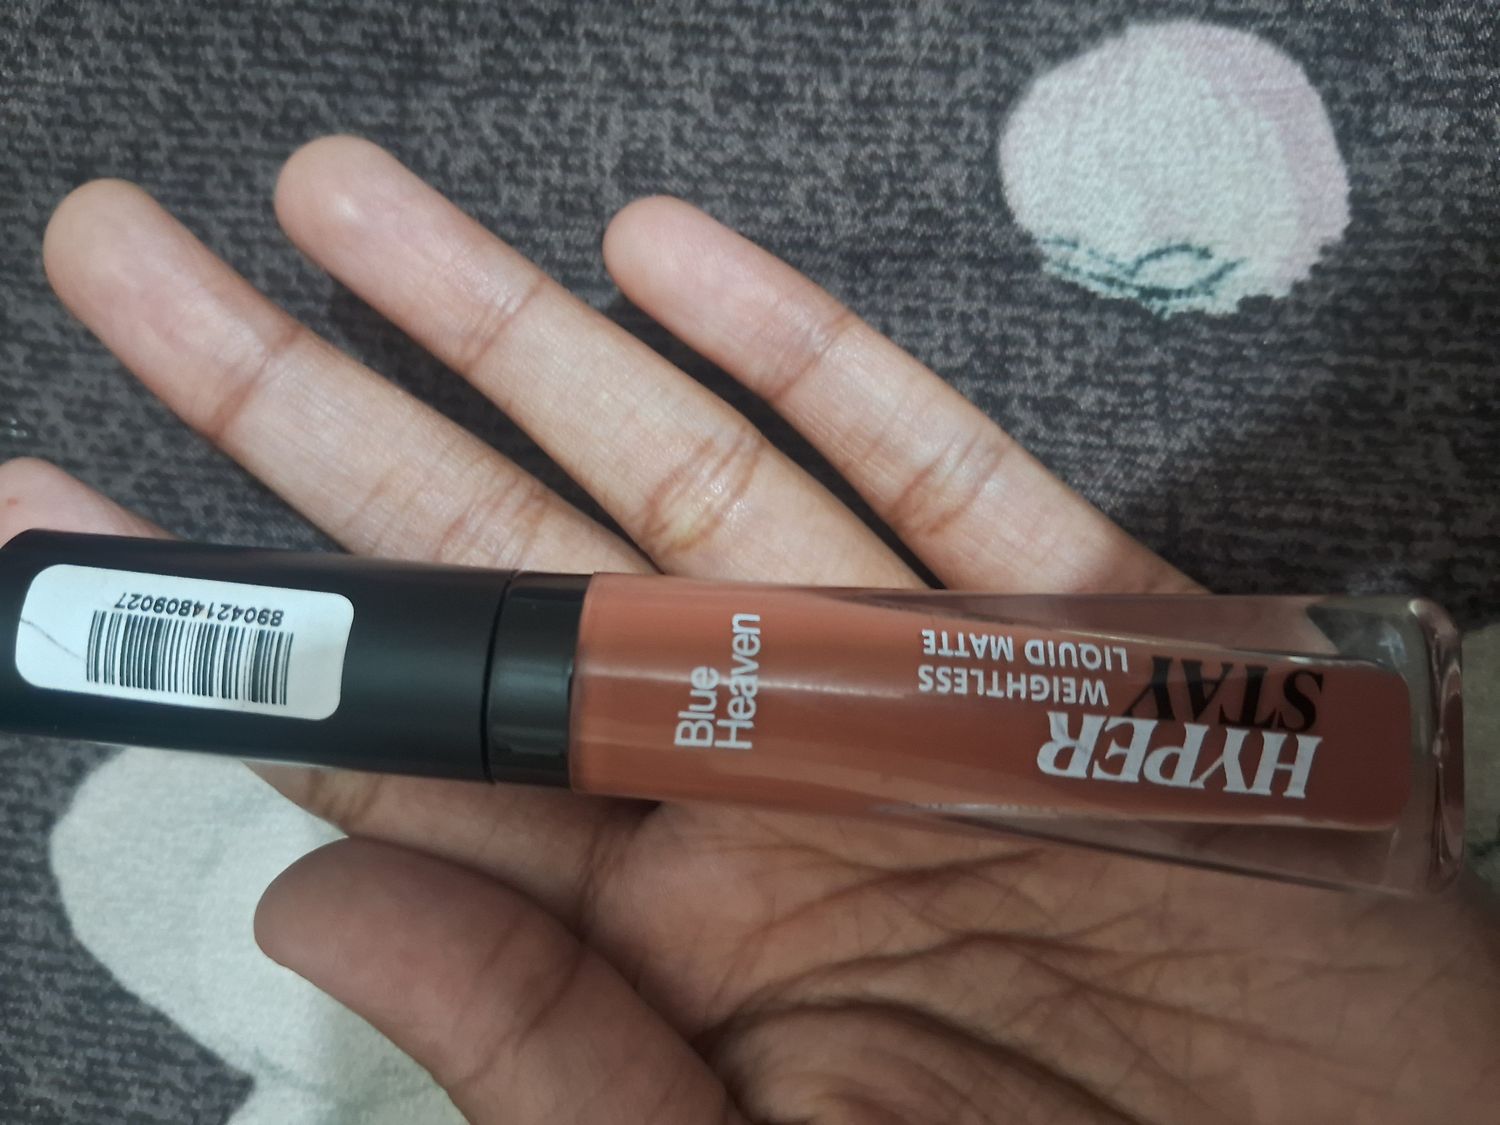 Blue
Heaven
HYPER
STAY
WEIGHTLESS
LIQUID MATTE
8904214809027